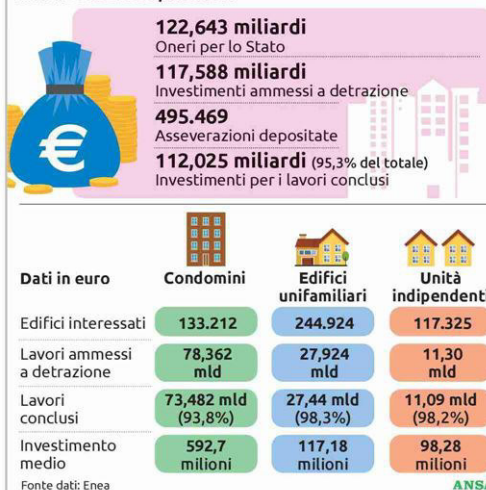 122,643 miliardi
Oneri per lo Stato
117,588 miliardi
Investimenti ammessi a detrazione
495.469
Asseverazioni depositate
112,025 miliardi (95,3% del totale)
Investimenti per i lavori conclusi
€
Dati in euro
Condomini
Edifici
unifamiliari
Unità
indipendenti
Edifici interessati
133.212
244.924
117.325
Lavori ammessi
a detrazione
78,362
mld
27,924
mld
11,30
mld
Lavori
conclusi
73,482 mld
(93,8%)
27,44 mld
(98,3%)
11,09 mld
(98,2%)
Investimento
medio
592,7
milioni
117,18
milioni
98,28
milioni
Fonte dati: Enea
ANSA